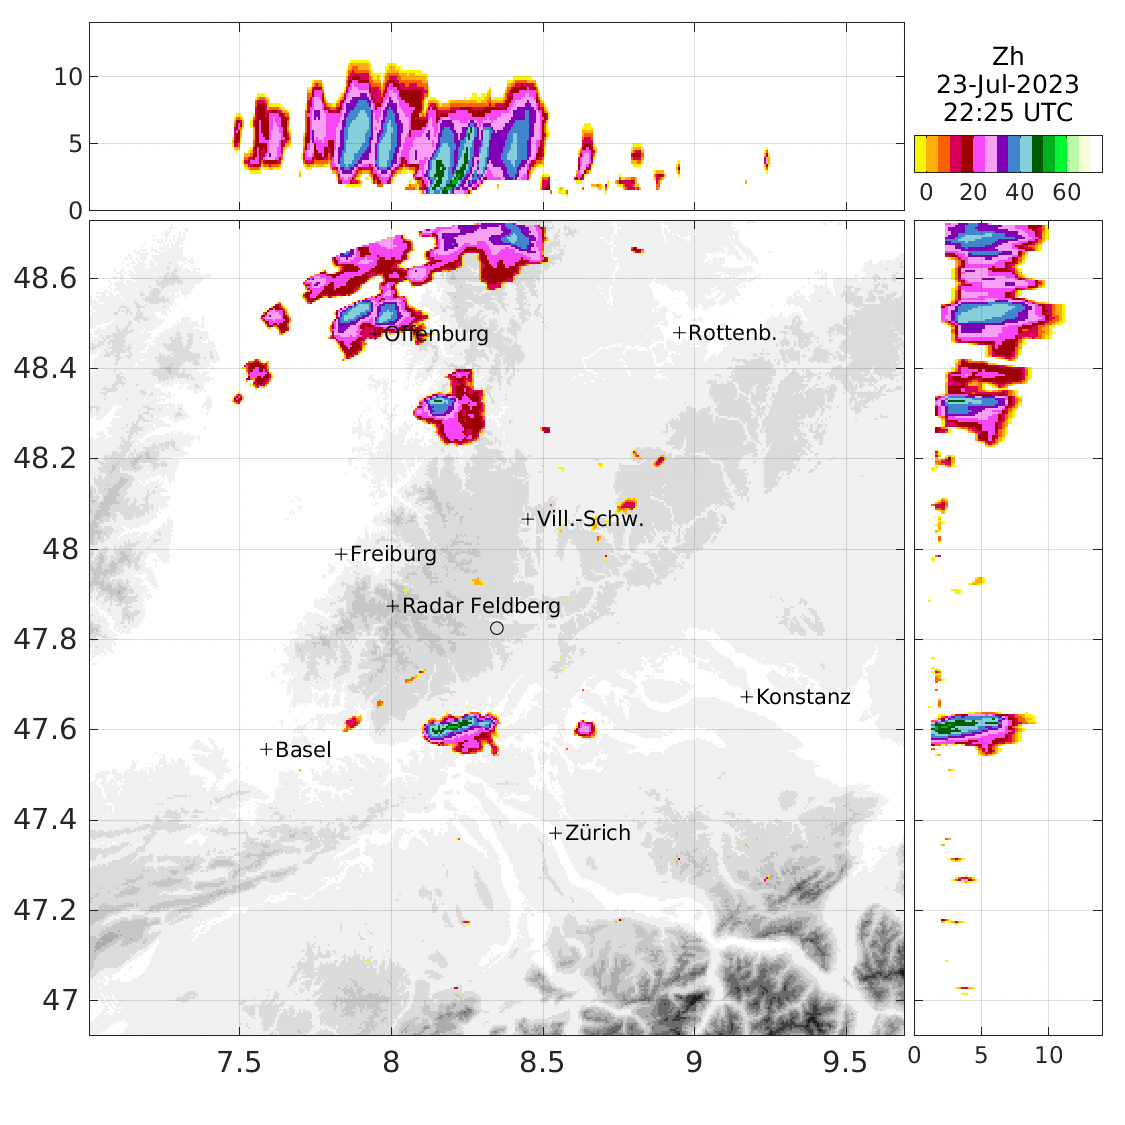 10
5
0
Zh
23-Jul-2023
22:25 UTC
0 20 40 60
48.6
48.4
48.2
48
47.8
47.6
47.4
47.2
47
Offenburg
Rottenb.
Vill.-Schw.
Freiburg
Radar Feldberg
Konstanz
Basel
Zürich
7.5 8 8.5 9 9.5
0 5 10